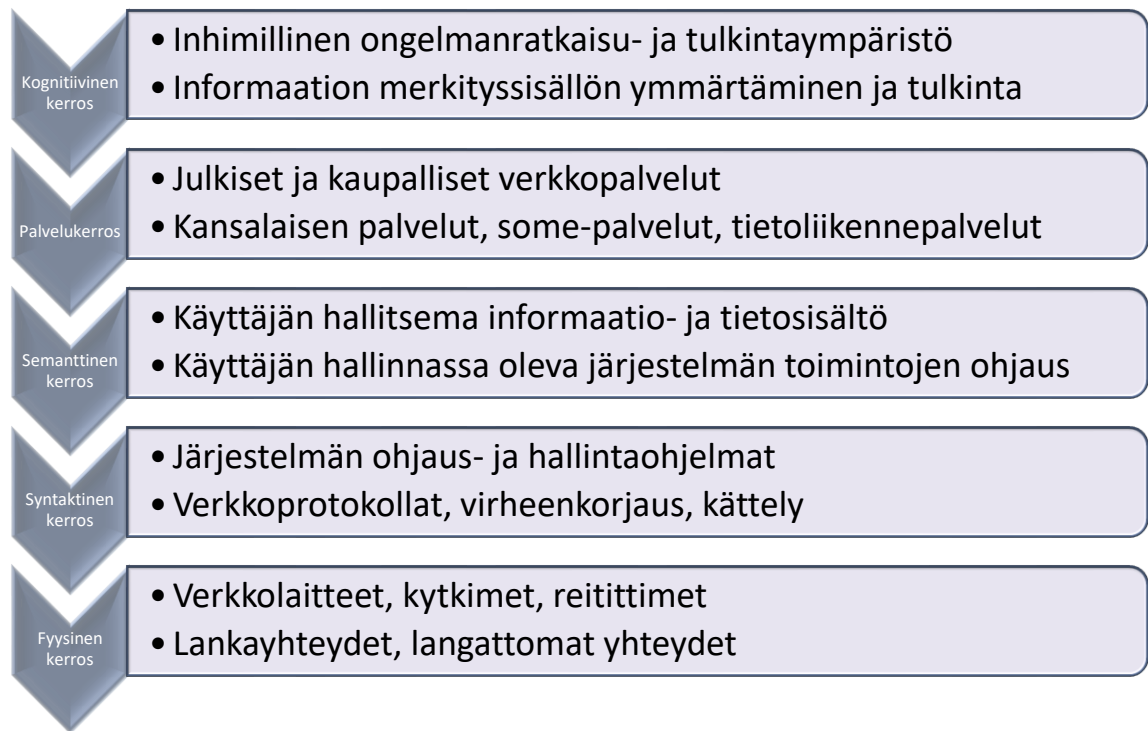 Kognitiivinen
kerros
• Inhimillinen ongelmanratkaisu- ja tulkintaympäristö
• Informaation merkityssisällön ymmärtäminen ja tulkinta
Palvelukerros
• Julkiset ja kaupalliset verkkopalvelut
• Kansalaisen palvelut, some-palvelut, tietoliikennepalvelut
Semanttinen
kerros
• Käyttäjän hallitsema informaatio- ja tietosisältö
• Käyttäjän hallinnassa oleva järjestelmän toimintojen ohjaus
Syntaktinen
kerros
• Järjestelmän ohjaus- ja hallintaohjelmat
• Verkkoprotokollat, virheenkorjaus, kättely
Fyysinen
kerros
• Verkkolaitteet, kytkimet, reitittimet
• Lankayhteydet, langattomat yhteydet